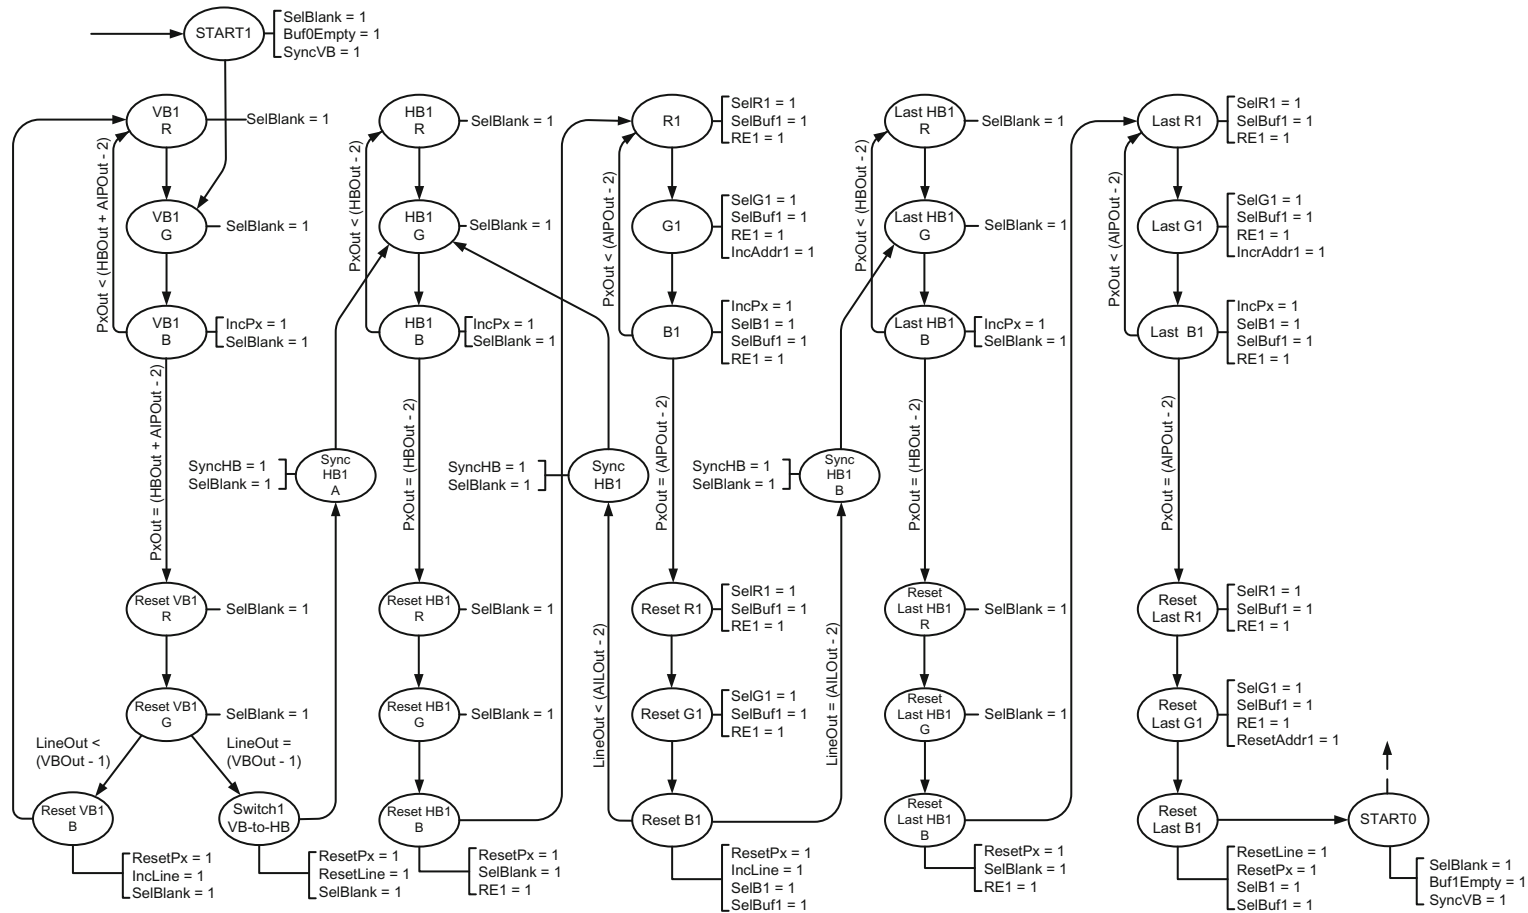 START1
SelBlank = 1
Buf0Empty = 1
SyncVB = 1
VB1
R
SelBlank = 1
VB1
G
SelBlank = 1
VB1
B
IncPx = 1
SelBlank = 1
PxOut < (HBOut + AIPOut - 2)
PxOut = (HBOut + AIPOut - 2)
Reset VB1
R
SelBlank = 1
Reset VB1
G
SelBlank = 1
LineOut <
(VBOut - 1)
LineOut =
(VBOut - 1)
Reset VB1
B
ResetPx = 1
IncLine = 1
SelBlank = 1
Switch1
VB-to-HB
ResetPx = 1
ResetLine = 1
SelBlank = 1
SyncHB = 1
SelBlank = 1
Sync
HB1
A
HB1
R
SelBlank = 1
HB1
G
SelBlank = 1
HB1
B
IncPx = 1
SelBlank = 1
PxOut < (HBOut - 2)
PxOut = (HBOut - 2)
Reset HB1
R
SelBlank = 1
Reset HB1
G
SelBlank = 1
Reset HB1
B
ResetPx = 1
SelBlank = 1
RE1 = 1
SyncHB = 1
SelBlank = 1
Sync
HB1
R1
SelR1 = 1
SelBuf1 = 1
RE1 = 1
G1
SelG1 = 1
SelBuf1 = 1
RE1 = 1
IncAddr1 = 1
B1
IncPx = 1
SelB1 = 1
SelBuf1 = 1
RE1 = 1
PxOut < (AIPOut - 2)
PxOut = (AIPOut - 2)
Reset R1
SelR1 = 1
SelBuf1 = 1
RE1 = 1
Reset G1
SelG1 = 1
SelBuf1 = 1
RE1 = 1
Reset B1
ResetPx = 1
IncLine = 1
SelB1 = 1
SelBuf1 = 1
LineOut < (AILOut - 2)
LineOut = (AILOut - 2)
SyncHB = 1
SelBlank = 1
Sync
HB1
B
Last HB1
R
SelBlank = 1
Last HB1
G
SelBlank = 1
Last HB1
B
IncPx = 1
SelBlank = 1
PxOut < (HBOut - 2)
PxOut = (HBOut - 2)
Reset
Last HB1
R
SelBlank = 1
Reset
Last HB1
G
SelBlank = 1
Reset
Last HB1
B
ResetPx = 1
SelBlank = 1
RE1 = 1
Last R1
SelR1 = 1
SelBuf1 = 1
RE1 = 1
Last G1
SelG1 = 1
SelBuf1 = 1
RE1 = 1
IncrAddr1 = 1
Last B1
IncPx = 1
SelB1 = 1
SelBuf1 = 1
RE1 = 1
PxOut < (AIPOut - 2)
PxOut = (AIPOut - 2)
Reset
Last R1
SelR1 = 1
SelBuf1 = 1
RE1 = 1
Reset
Last G1
SelG1 = 1
SelBuf1 = 1
RE1 = 1
ResetAddr1 = 1
Reset
Last B1
ResetLine = 1
ResetPx = 1
SelB1 = 1
SelBuf1 = 1
START0
SelBlank = 1
Buf1Empty = 1
SyncVB = 1